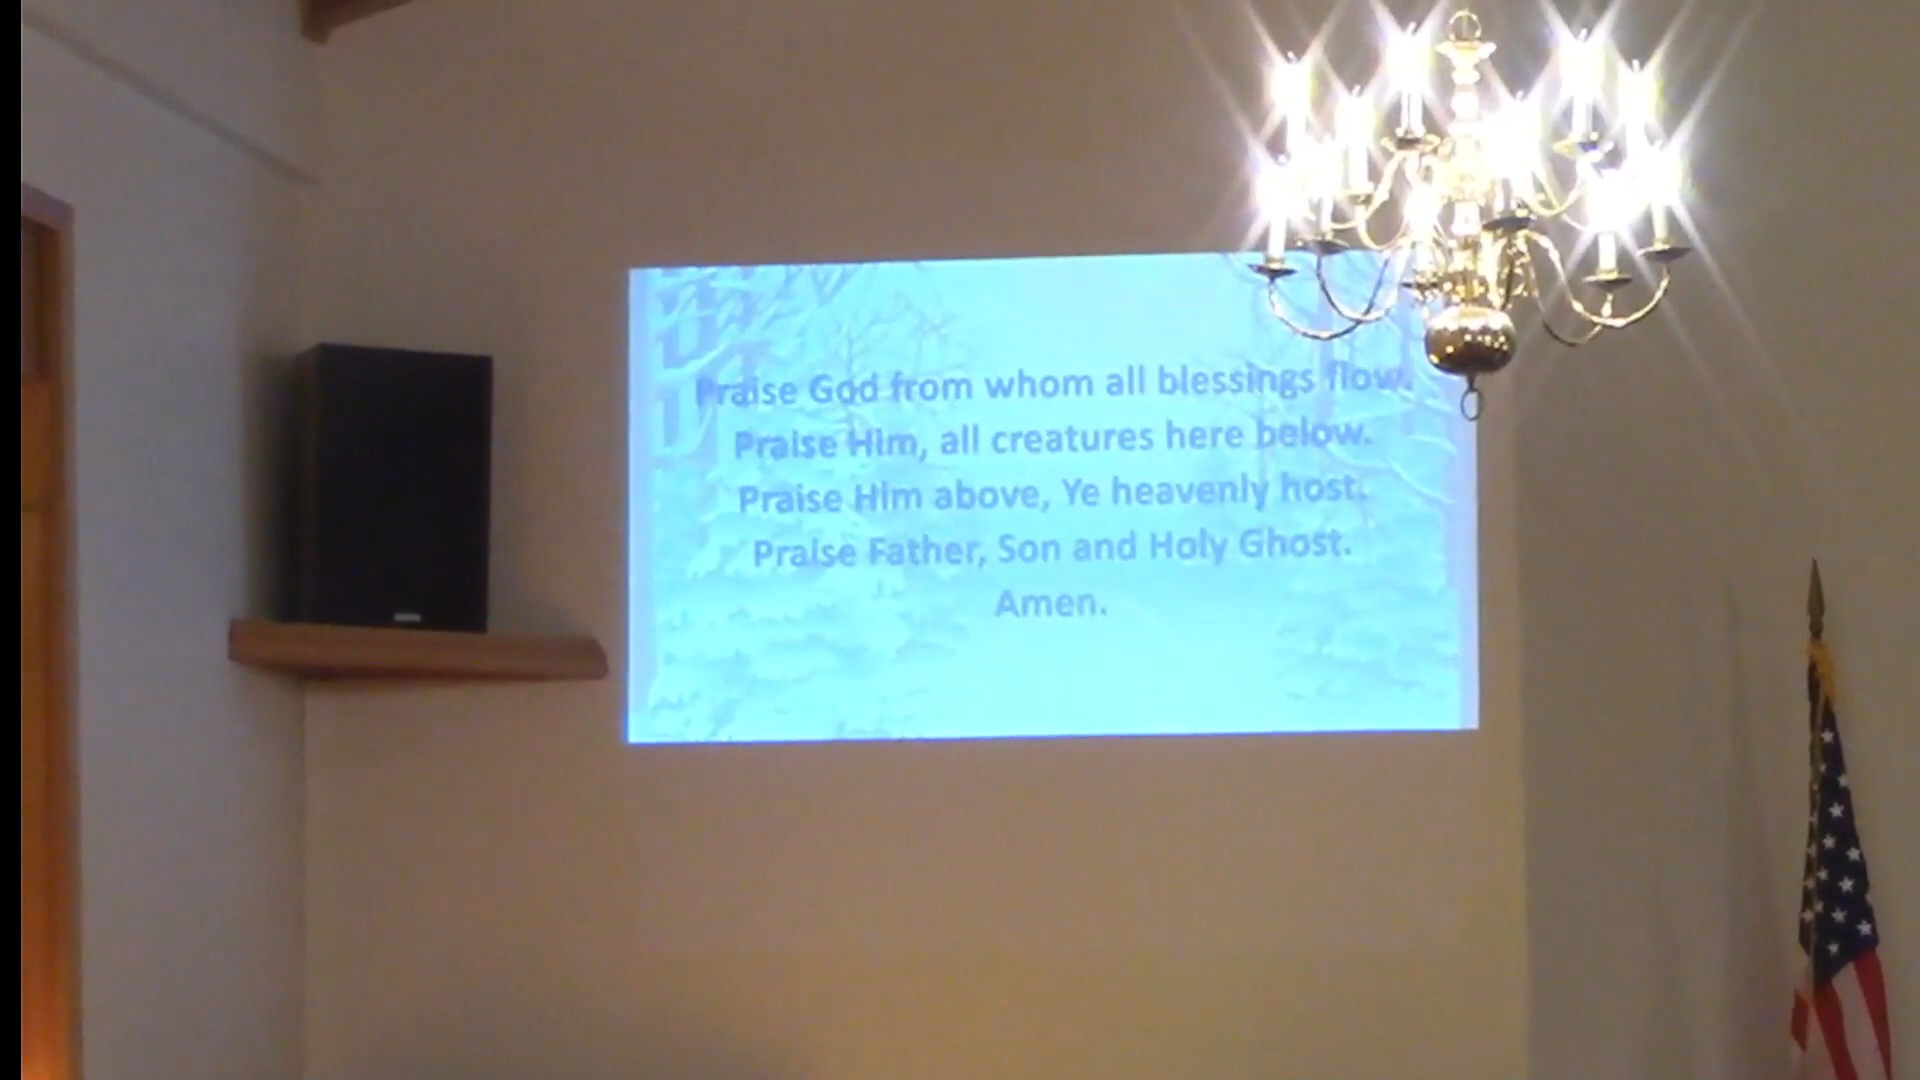 Praise God from whom all blessings flow.
Praise Him, all creatures here below.
Praise Him above, Ye heavenly host.
Praise Father, Son and Holy Ghost.
Amen.